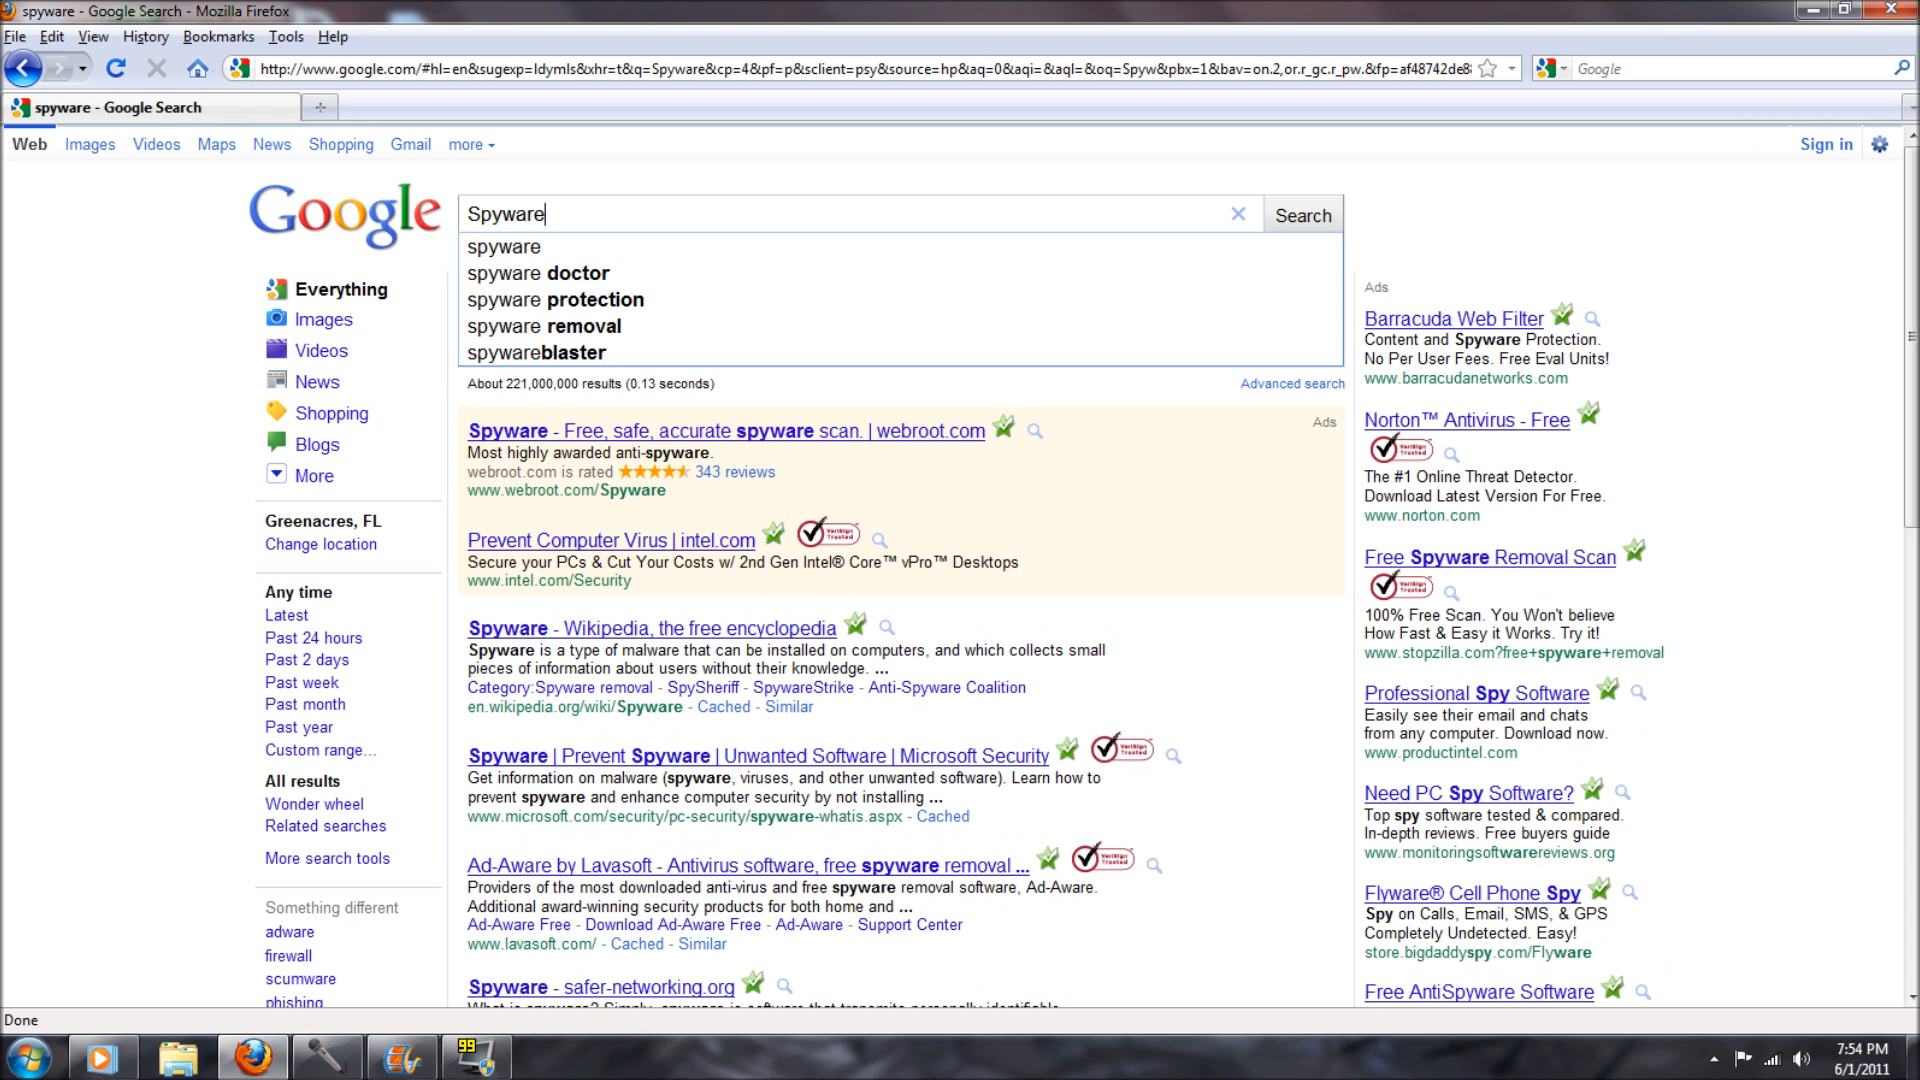 spyware - Google Search - Mozilla Firefox
File Edit View History Bookmarks Tools Help
http://www.google.com/#hl=en&sugexp=ldymls&xhr=t&q=Spyware&cp=4&pf=p&sclient=psy&source=hp&aq=0&aqi=&aql=&oq=Spyw&pbx=1&bav=on.2,or.r_gc.r_pw.&fp=af48742de8
Google
spyware - Google Search
Web Images Videos Maps News Shopping Gmail more
Sign in
Google
Spyware
Search
spyware
spyware doctor
spyware protection
spyware removal
spywareblaster
About 221,000,000 results (0.13 seconds)
Advanced search
Everything
Images
Videos
News
Shopping
Blogs
More
Greenacres, FL
Change location
Any time
Latest
Past 24 hours
Past 2 days
Past week
Past month
Past year
Custom range...
All results
Wonder wheel
Related searches
More search tools
Something different
adware
firewall
scumware
phishing
Ads
Spyware - Free, safe, accurate spyware scan. | webroot.com
Most highly awarded anti-spyware.
webroot.com is rated 343 reviews
www.webroot.com/Spyware
Prevent Computer Virus | intel.com
VeriSign Trusted
Secure your PCs & Cut Your Costs w/ 2nd Gen Intel® Core™ vPro™ Desktops
www.intel.com/Security
Spyware - Wikipedia, the free encyclopedia
Spyware is a type of malware that can be installed on computers, and which collects small
pieces of information about users without their knowledge. ...
Category:Spyware removal - SpySheriff - SpywareStrike - Anti-Spyware Coalition
en.wikipedia.org/wiki/Spyware - Cached - Similar
Spyware | Prevent Spyware | Unwanted Software | Microsoft Security
VeriSign Trusted
Get information on malware (spyware, viruses, and other unwanted software). Learn how to
prevent spyware and enhance computer security by not installing ...
www.microsoft.com/security/pc-security/spyware-whatis.aspx - Cached
Ad-Aware by Lavasoft - Antivirus software, free spyware removal ...
VeriSign Trusted
Providers of the most downloaded anti-virus and free spyware removal software, Ad-Aware.
Additional award-winning security products for both home and ...
Ad-Aware Free - Download Ad-Aware Free - Ad-Aware - Support Center
www.lavasoft.com/ - Cached - Similar
Spyware - safer-networking.org
What is spyware? Simply, spyware is software that transmits personally identifiable
Ads
Barracuda Web Filter
Content and Spyware Protection.
No Per User Fees. Free Eval Units!
www.barracudanetworks.com
Norton™ Antivirus - Free
VeriSign Trusted
The #1 Online Threat Detector.
Download Latest Version For Free.
www.norton.com
Free Spyware Removal Scan
VeriSign Trusted
100% Free Scan. You Won't believe
How Fast & Easy it Works. Try it!
www.stopzilla.com?free+spyware+removal
Professional Spy Software
Easily see their email and chats
from any computer. Download now.
www.productintel.com
Need PC Spy Software?
Top spy software tested & compared.
In-depth reviews. Free buyers guide
www.monitoringsoftwarereviews.org
Flyware® Cell Phone Spy
Spy on Calls, Email, SMS, & GPS
Completely Undetected. Easy!
store.bigdaddyspy.com/Flyware
Free AntiSpyware Software
Done
99
7:54 PM
6/1/2011